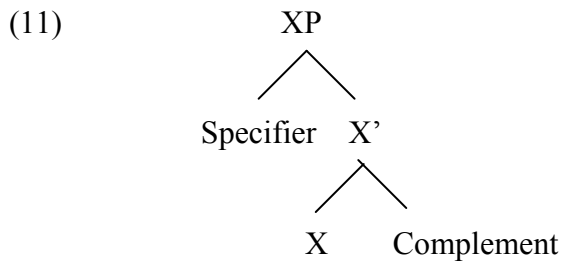 (11) XP
Specifier X’
X Complement